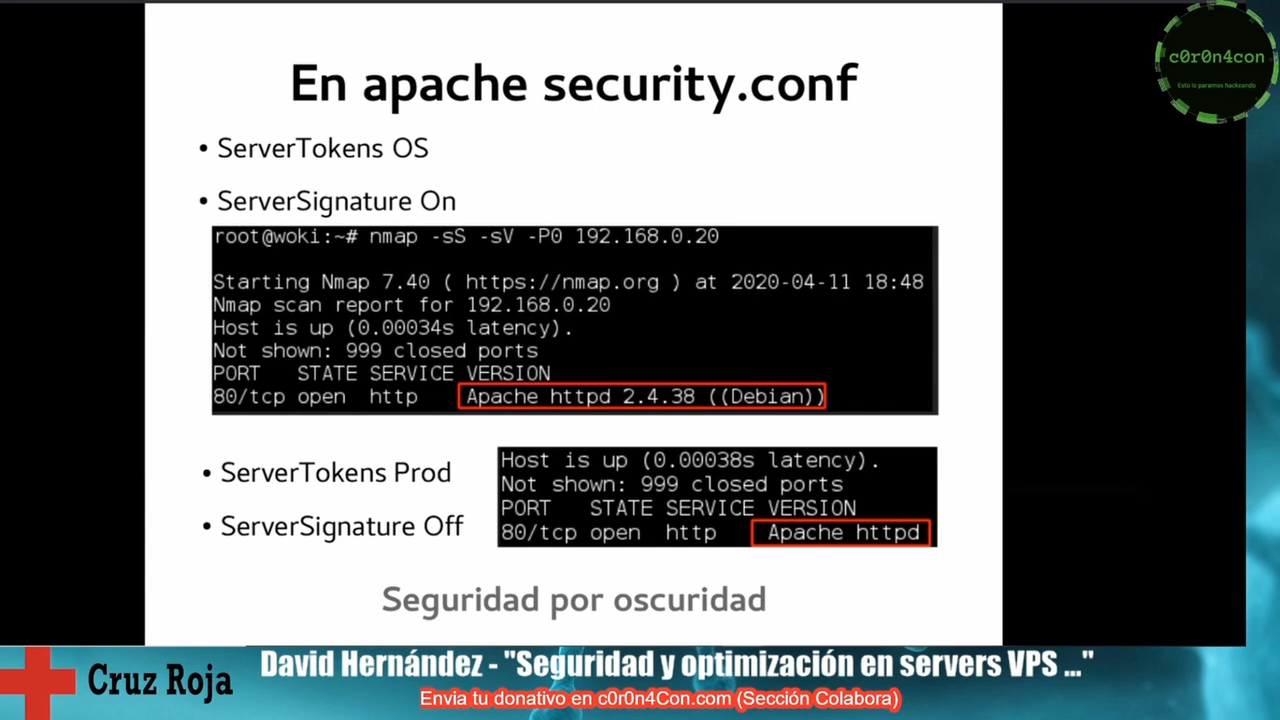 En apache security.conf
c0r0n4con
Esto lo paramos hackeando
• ServerTokens OS
• ServerSignature On
root@woki:~# nmap -sS -sV -P0 192.168.0.20
Starting Nmap 7.40 ( https://nmap.org ) at 2020-04-11 18:48
Nmap scan report for 192.168.0.20
Host is up (0.00034s latency).
Not shown: 999 closed ports
PORT   STATE SERVICE VERSION
80/tcp open  http    Apache httpd 2.4.38 ((Debian))
• ServerTokens Prod
• ServerSignature Off
Host is up (0.00038s latency).
Not shown: 999 closed ports
PORT   STATE SERVICE VERSION
80/tcp open  http    Apache httpd
Seguridad por oscuridad
Cruz Roja
David Hernández - "Seguridad y optimización en servers VPS ..."
Envia tu donativo en c0r0n4Con.com (Sección Colabora)